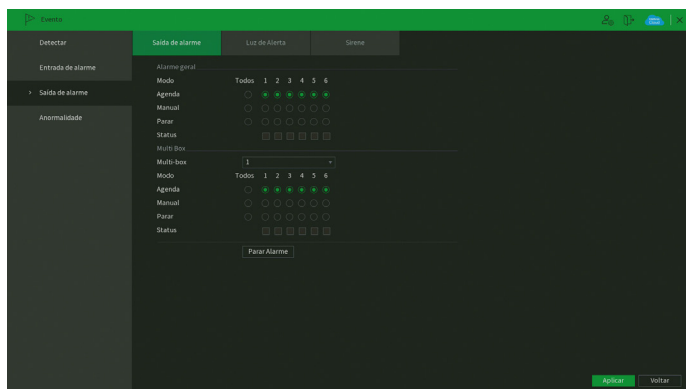 Evento
Detectar
Entrada de alarme
> Saída de alarme
Anormalidade
Saída de alarme Luz de Alerta Sirene
Alarme geral
Modo Todos 1 2 3 4 5 6
Agenda
Manual
Parar
Status
Multi Box
Multi-box 1
Modo Todos 1 2 3 4 5 6
Agenda
Manual
Parar
Status
Parar Alarme
Aplicar Voltar